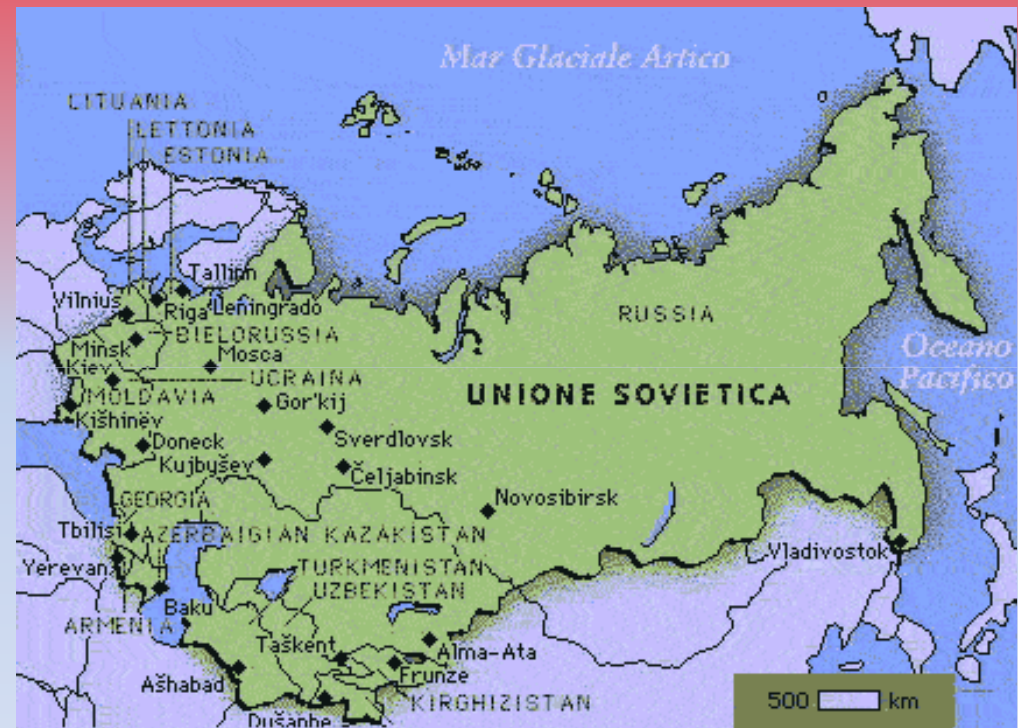 Mar Glaciale Artico
LITUANIA
LETTONIA
ESTONIA
Tallinn
Vilnius
Riga
Leningrado
RUSSIA
BIELORUSSIA
Minsk
Mosca
Oceano
Pacifico
Kiev
UCRAINA
MOLDAVIA
UNIONE SOVIETICA
Gor'kij
Kishinëv
Doneck
Sverdlovsk
Kujbyšev
Čeljabinsk
GEORGIA
Novosibirsk
Tbilisi
AZERBAIGIAN
KAZAKISTAN
Vladivostok
Yerevan
TURKMENISTAN
UZBEKISTAN
Baku
ARMENIA
Taškent
Alma-Ata
Frunze
Ašhabad
KIRGHIZISTAN
500 km
Dušanbe